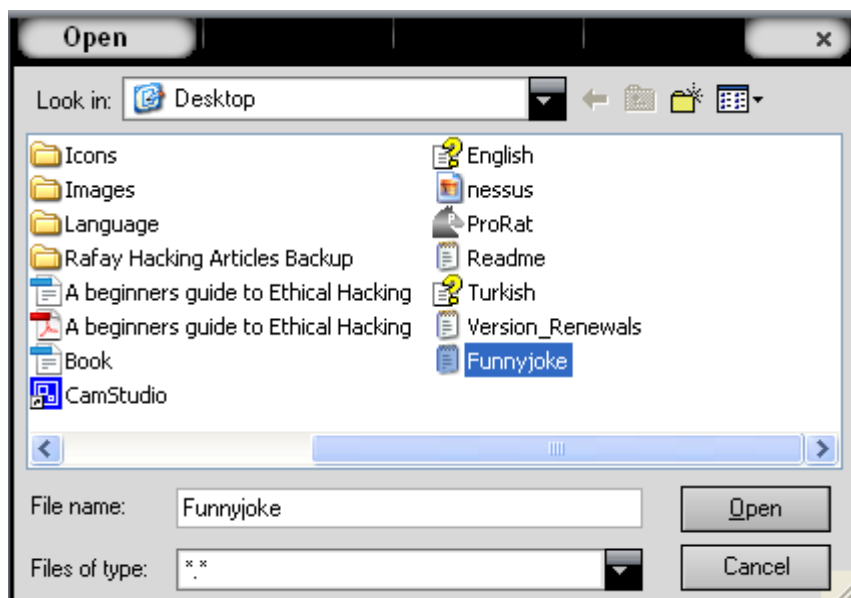 Open
Look in: Desktop
Icons
Images
Language
Rafay Hacking Articles Backup
A beginners guide to Ethical Hacking
A beginners guide to Ethical Hacking
Book
CamStudio
English
nessus
ProRat
Readme
Turkish
Version_Renewals
Funnyjoke
File name: Funnyjoke
Open
Files of type: *.*
Cancel